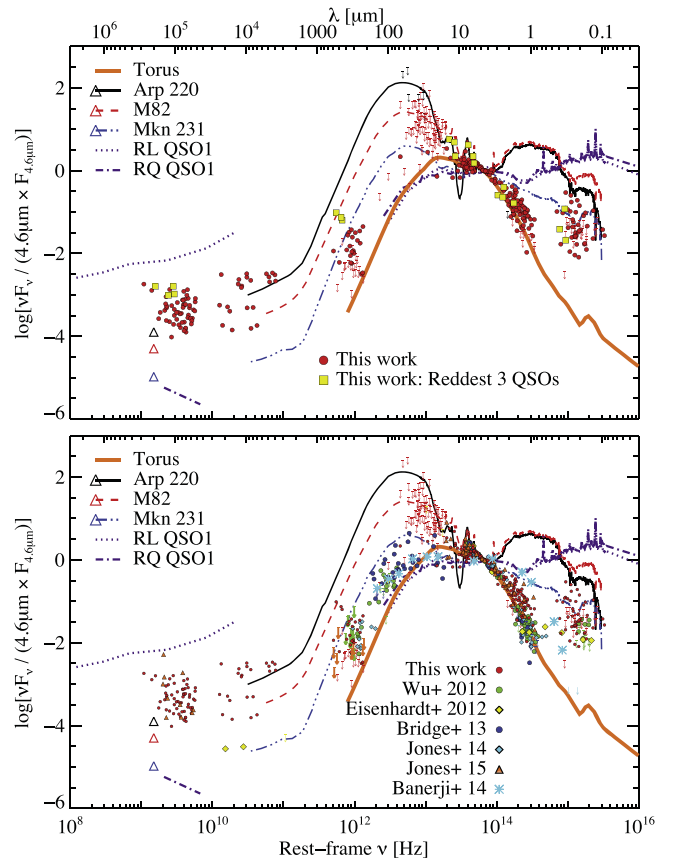 λ [μm]
10⁶ 10⁵ 10⁴ 1000 100 10 1 0.1
Torus
Arp 220
M82
Mkn 231
RL QSO1
RQ QSO1
2
0
−2
−4
−6
log[νFν / (4.6μm × F4.6μm)]
This work
This work: Reddest 3 QSOs
Torus
Arp 220
M82
Mkn 231
RL QSO1
RQ QSO1
2
0
−2
−4
−6
log[νFν / (4.6μm × F4.6μm)]
This work
Wu+ 2012
Eisenhardt+ 2012
Bridge+ 13
Jones+ 14
Jones+ 15
Banerji+ 14
10⁸ 10¹⁰ 10¹² 10¹⁴ 10¹⁶
Rest−frame ν [Hz]